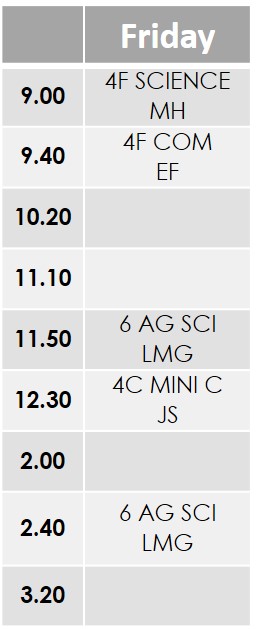 Friday
9.00
4F SCIENCE
MH
9.40
4F COM
EF
10.20
11.10
11.50
6 AG SCI
LMG
12.30
4C MINI C
JS
2.00
2.40
6 AG SCI
LMG
3.20